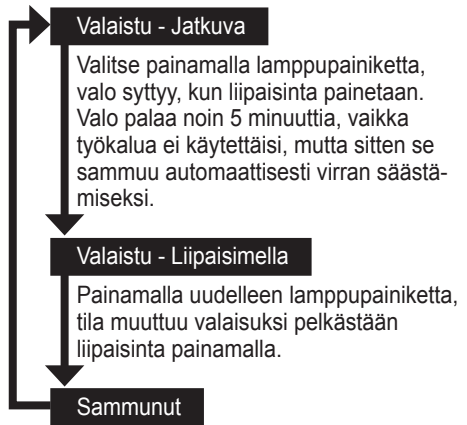 Valaistu - Jatkuva
Valitse painamalla lamppupainiketta,
valo syttyy, kun liipaisinta painetaan.
Valo palaa noin 5 minuuttia, vaikka
työkalua ei käytettäisi, mutta sitten se
sammuu automaattisesti virran säästä-
miseksi.
Valaistu - Liipaisimella
Painamalla uudelleen lamppupainiketta,
tila muuttuu valaisuksi pelkästään
liipaisinta painamalla.
Sammunut